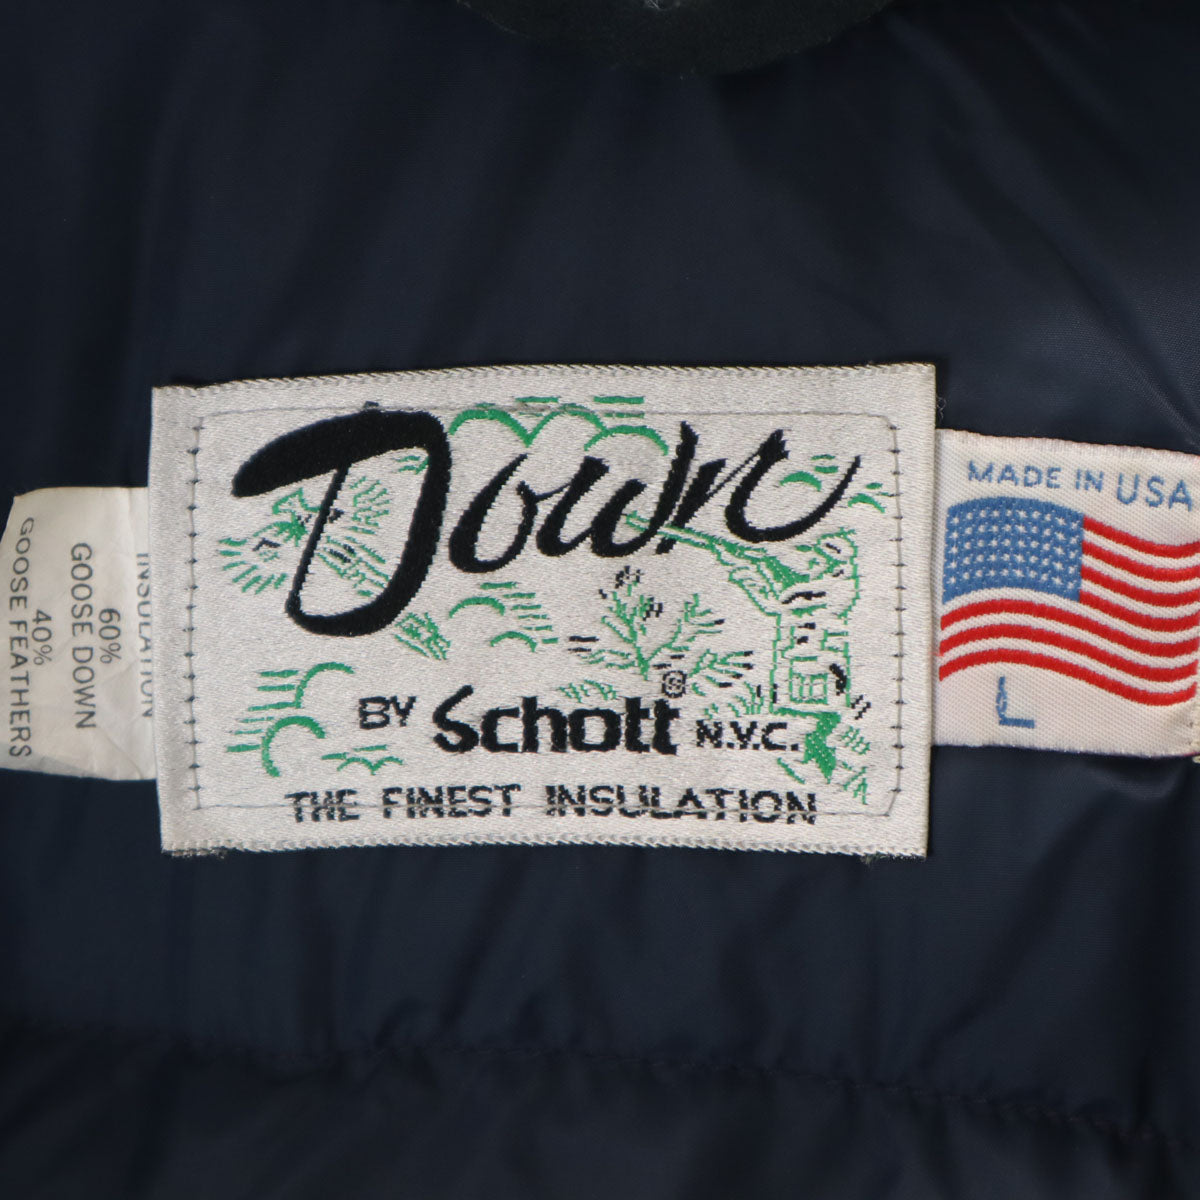 INSULATION
60%
GOOSE DOWN
40%
GOOSE FEATHERS
Down
BY Schott® N.Y.C.
THE FINEST INSULATION
MADE IN USA
L